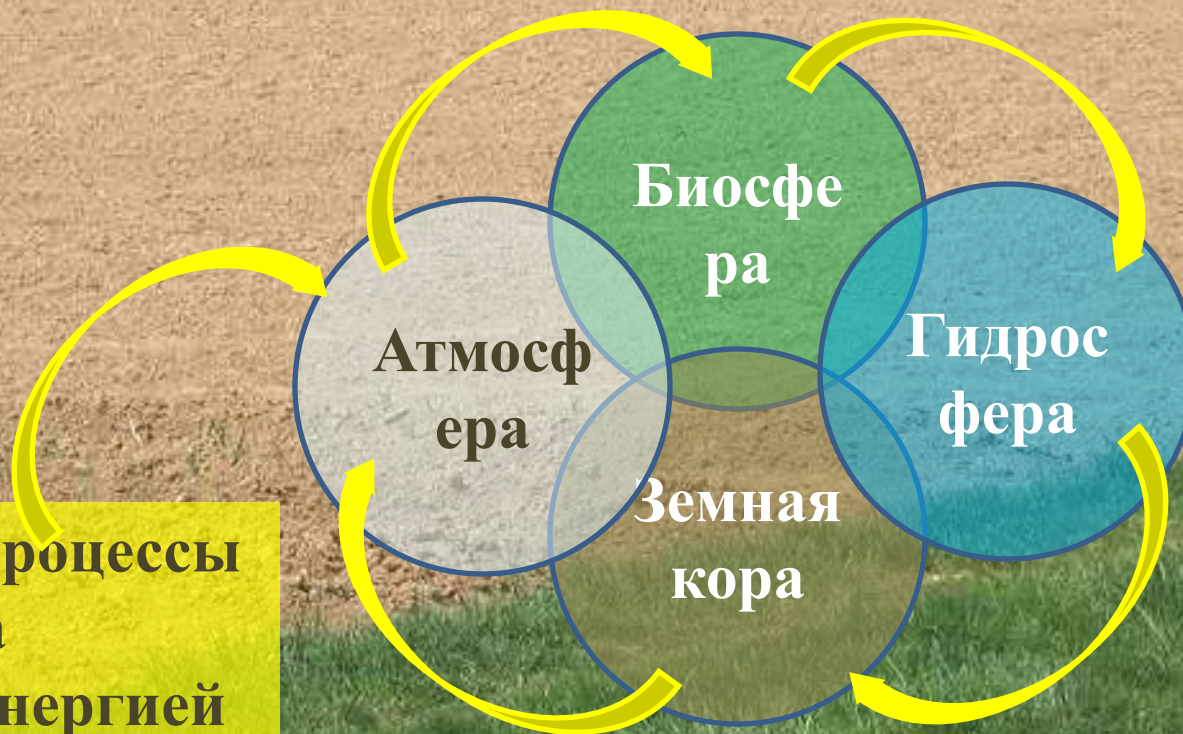 Биосфе
ра
Гидрос
фера
Атмосф
ера
Земная
кора
роцессы
а
нергией